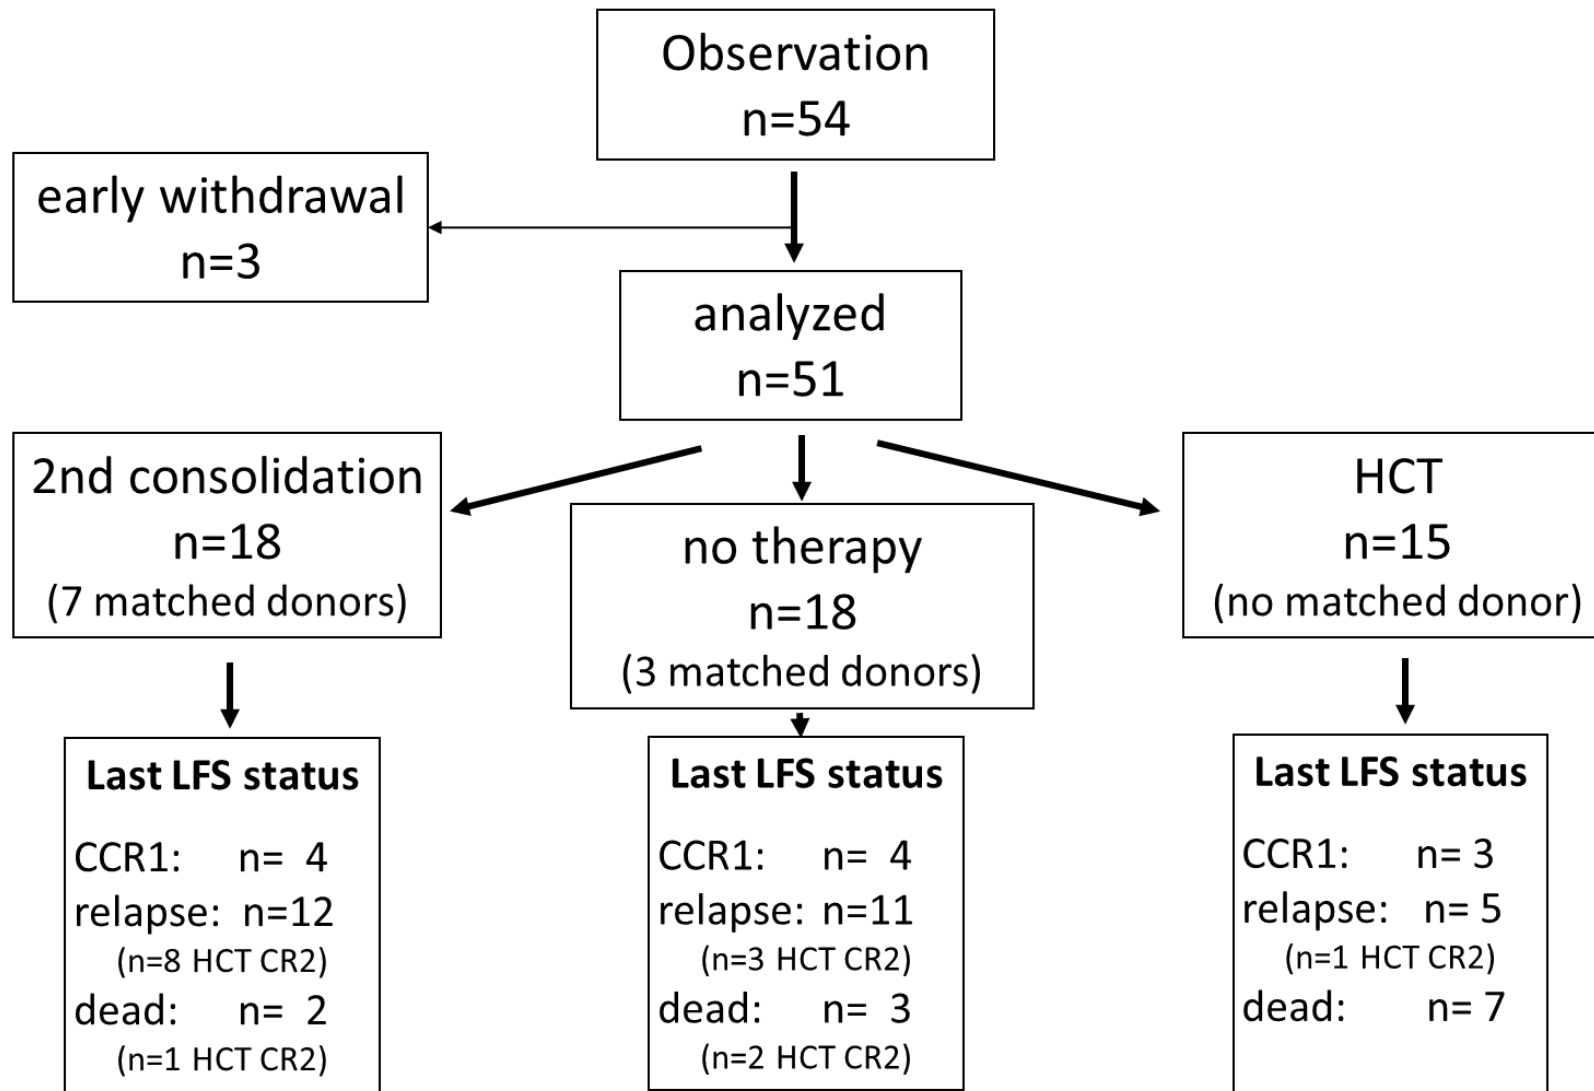 Observation
n=54
early withdrawal
n=3
analyzed
n=51
2nd consolidation
n=18
(7 matched donors)
no therapy
n=18
(3 matched donors)
HCT
n=15
(no matched donor)
Last LFS status
CCR1: n= 4
relapse: n=12
(n=8 HCT CR2)
dead: n= 2
(n=1 HCT CR2)
Last LFS status
CCR1: n= 4
relapse: n=11
(n=3 HCT CR2)
dead: n= 3
(n=2 HCT CR2)
Last LFS status
CCR1: n= 3
relapse: n= 5
(n=1 HCT CR2)
dead: n= 7